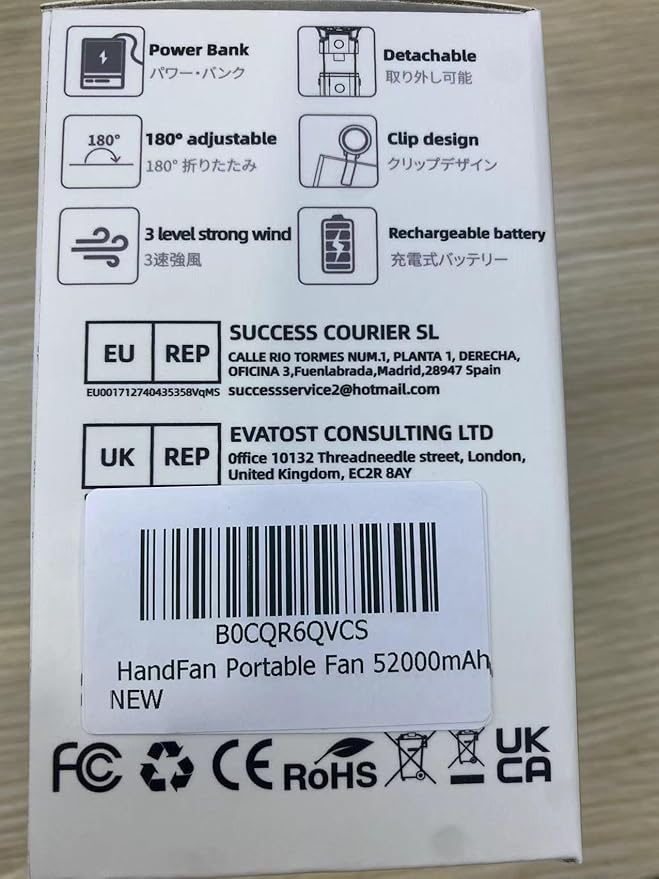 Power Bank
パワー・バンク
Detachable
取り外し可能
180°
180° adjustable
180° 折りたたみ
Clip design
クリップデザイン
3 level strong wind
3速強風
Rechargeable battery
充電式バッテリー
EU REP
SUCCESS COURIER SL
CALLE RIO TORMES NUM.1, PLANTA 1, DERECHA,
OFICINA 3,Fuenlabrada,Madrid,28947 Spain
EU001712740435358VqMS
successservice2@hotmail.com
UK REP
EVATOST CONSULTING LTD
Office 10132 Threadneedle street, London,
United Kingdom, EC2R 8AY
B0CQR6QVCS
HandFan Portable Fan 52000mAh
NEW
FC CE RoHS UK
CA